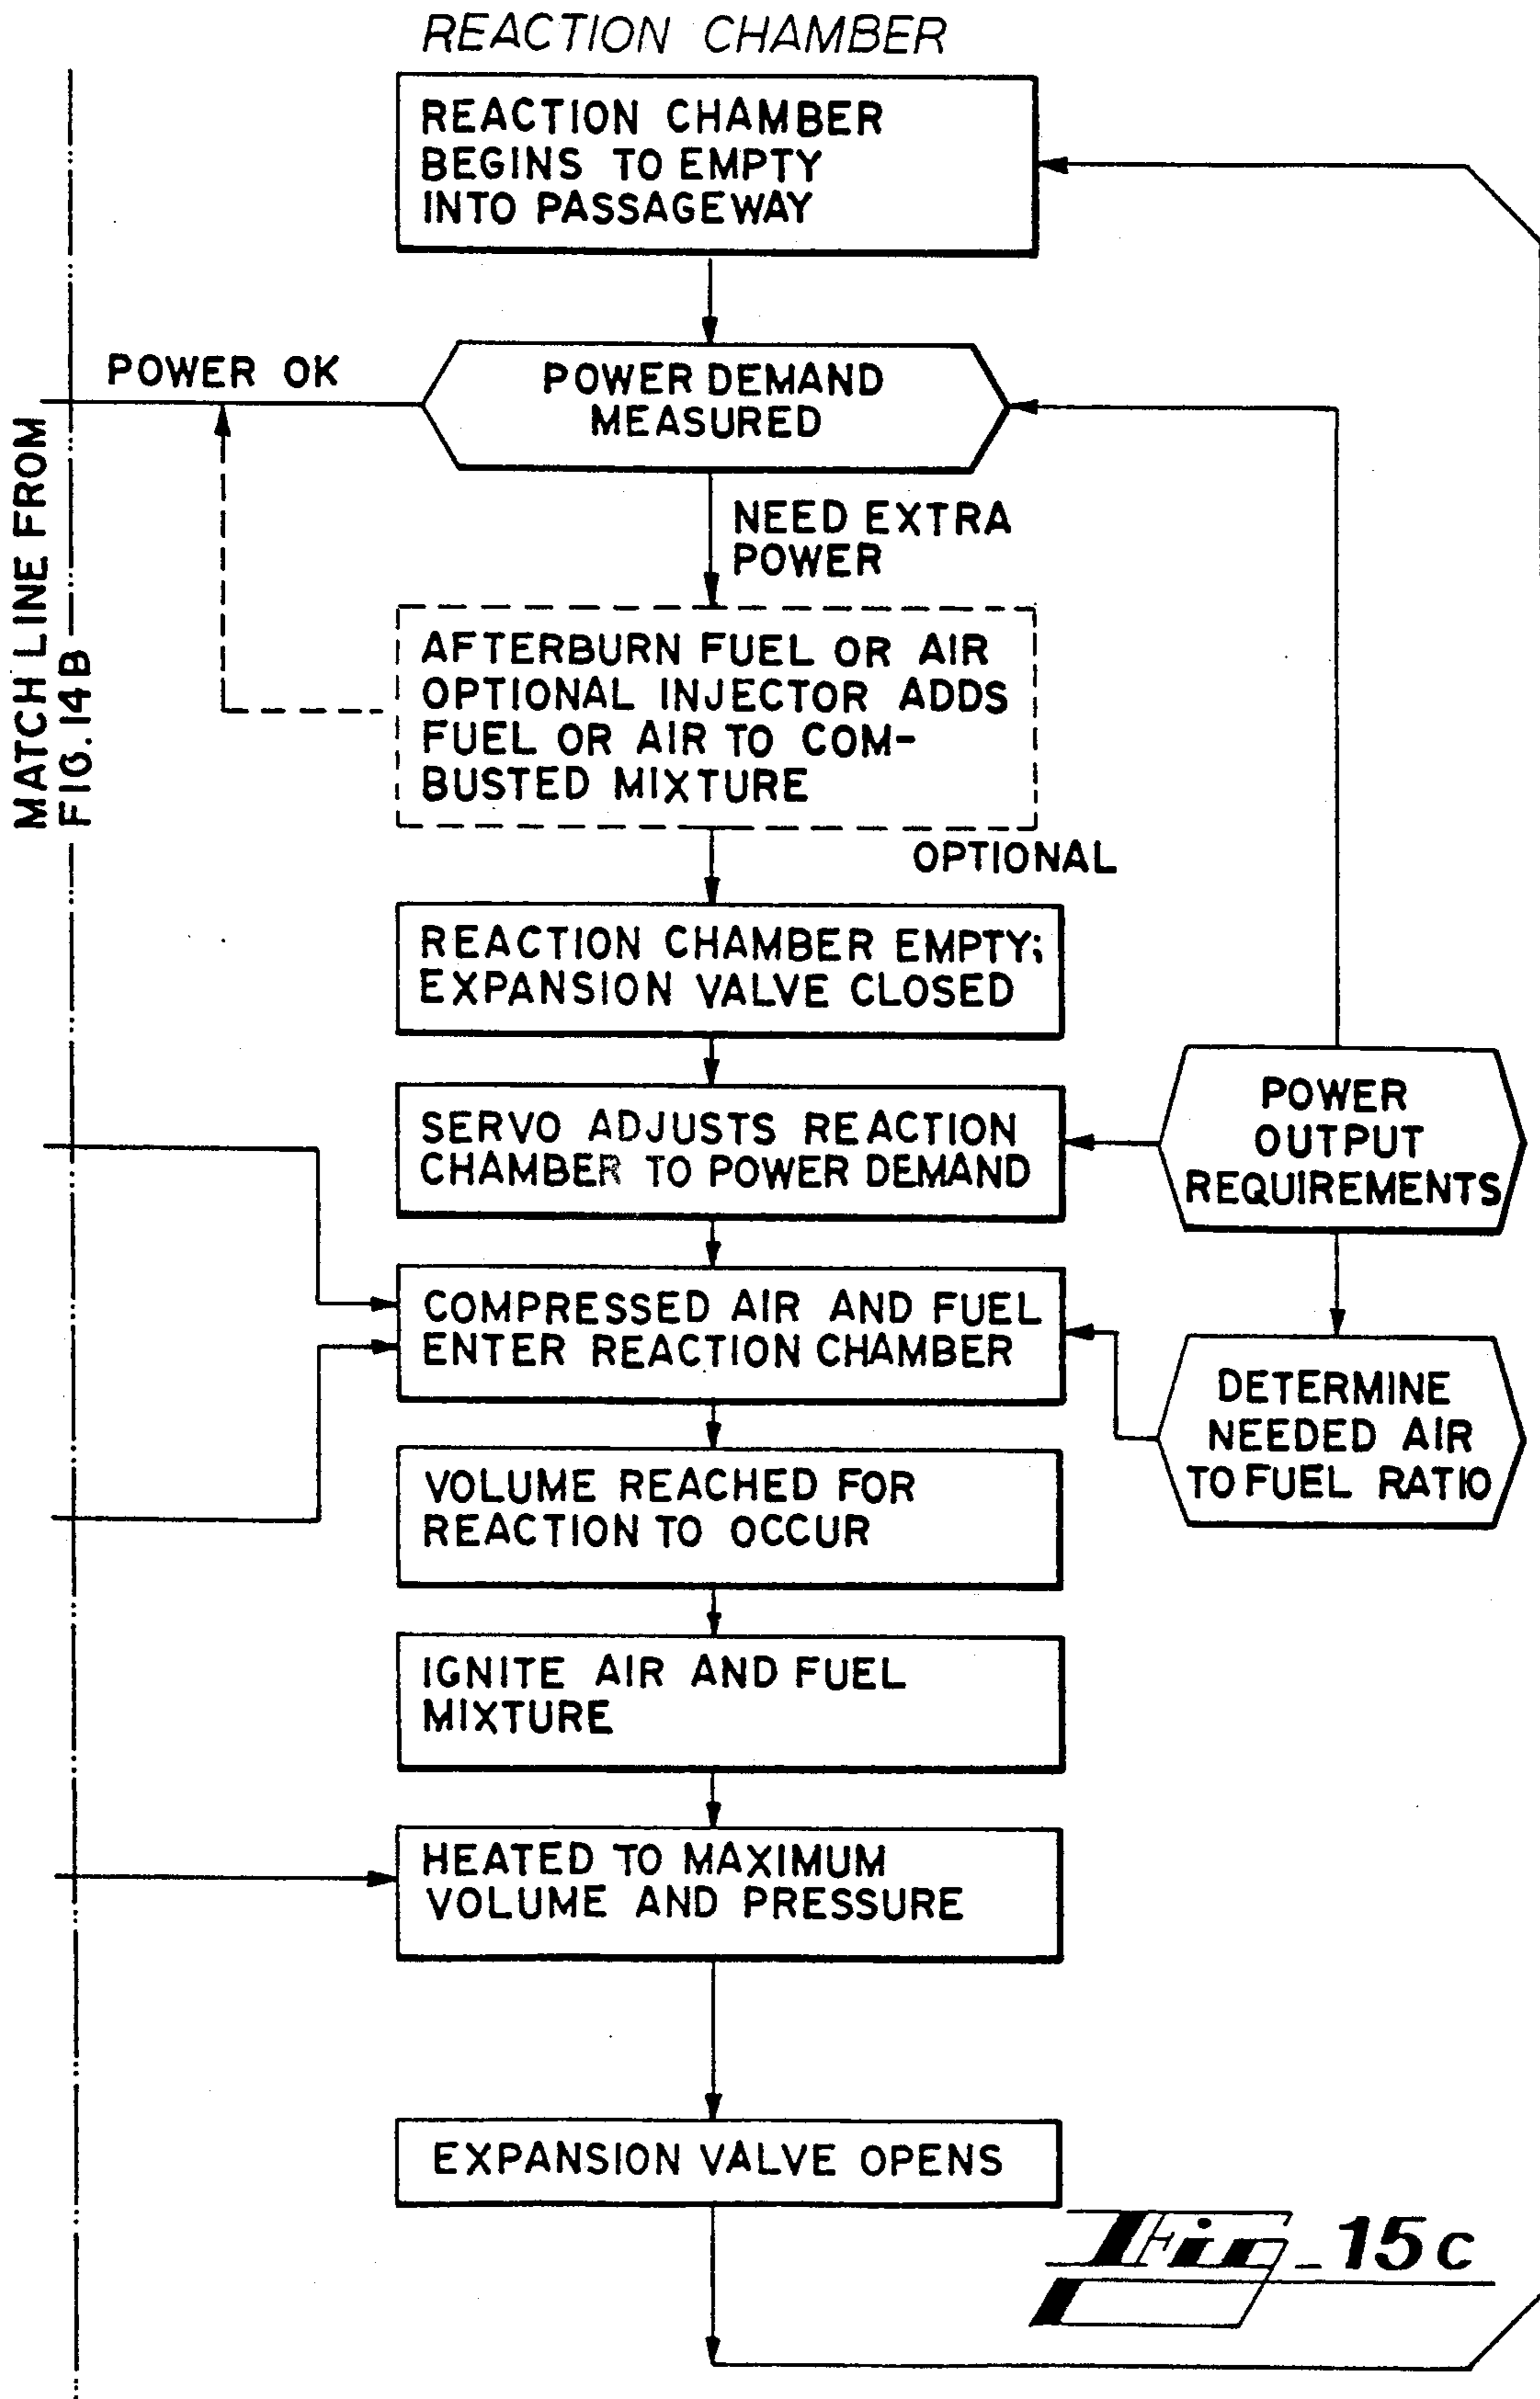 REACTION CHAMBER
REACTION CHAMBER
BEGINS TO EMPTY
INTO PASSAGEWAY
POWER OK
POWER DEMAND
MEASURED
MATCH LINE FROM
FIG. 14B
NEED EXTRA
POWER
AFTERBURN FUEL OR AIR
OPTIONAL INJECTOR ADDS
FUEL OR AIR TO COM-
BUSTED MIXTURE
OPTIONAL
REACTION CHAMBER EMPTY;
EXPANSION VALVE CLOSED
SERVO ADJUSTS REACTION
CHAMBER TO POWER DEMAND
POWER
OUTPUT
REQUIREMENTS
COMPRESSED AIR AND FUEL
ENTER REACTION CHAMBER
DETERMINE
NEEDED AIR
TO FUEL RATIO
VOLUME REACHED FOR
REACTION TO OCCUR
IGNITE AIR AND FUEL
MIXTURE
HEATED TO MAXIMUM
VOLUME AND PRESSURE
EXPANSION VALVE OPENS
Fig_15c